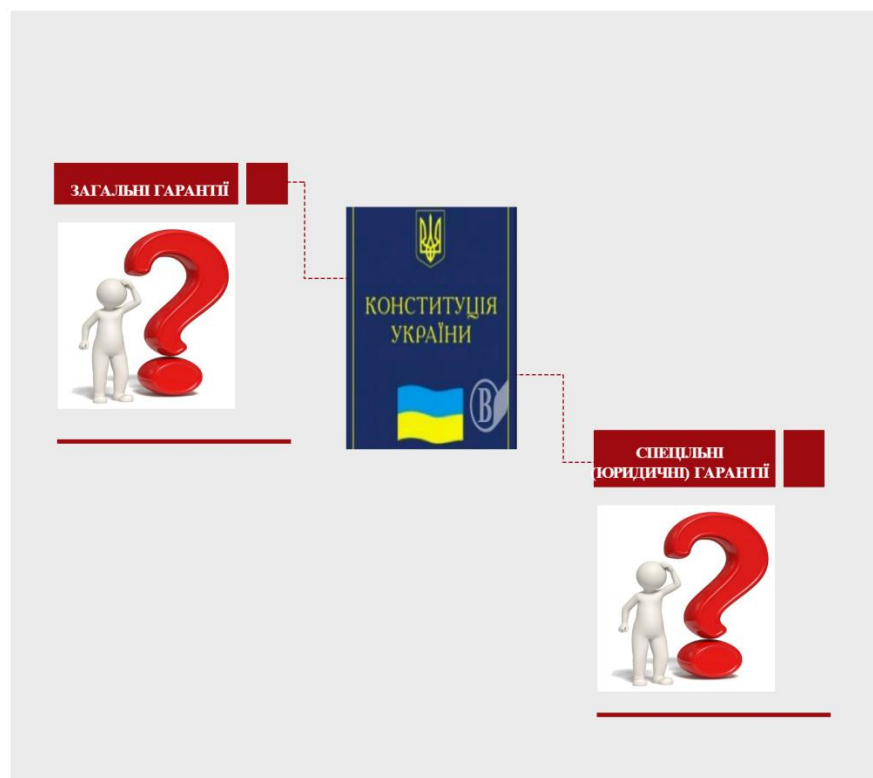 ЗАГАЛЬНІ ГАРАНТІЇ
КОНСТИТУЦІЯ
УКРАЇНИ
В
СПЕЦІЛЬНІ
(ЮРИДИЧНІ) ГАРАНТІЇ